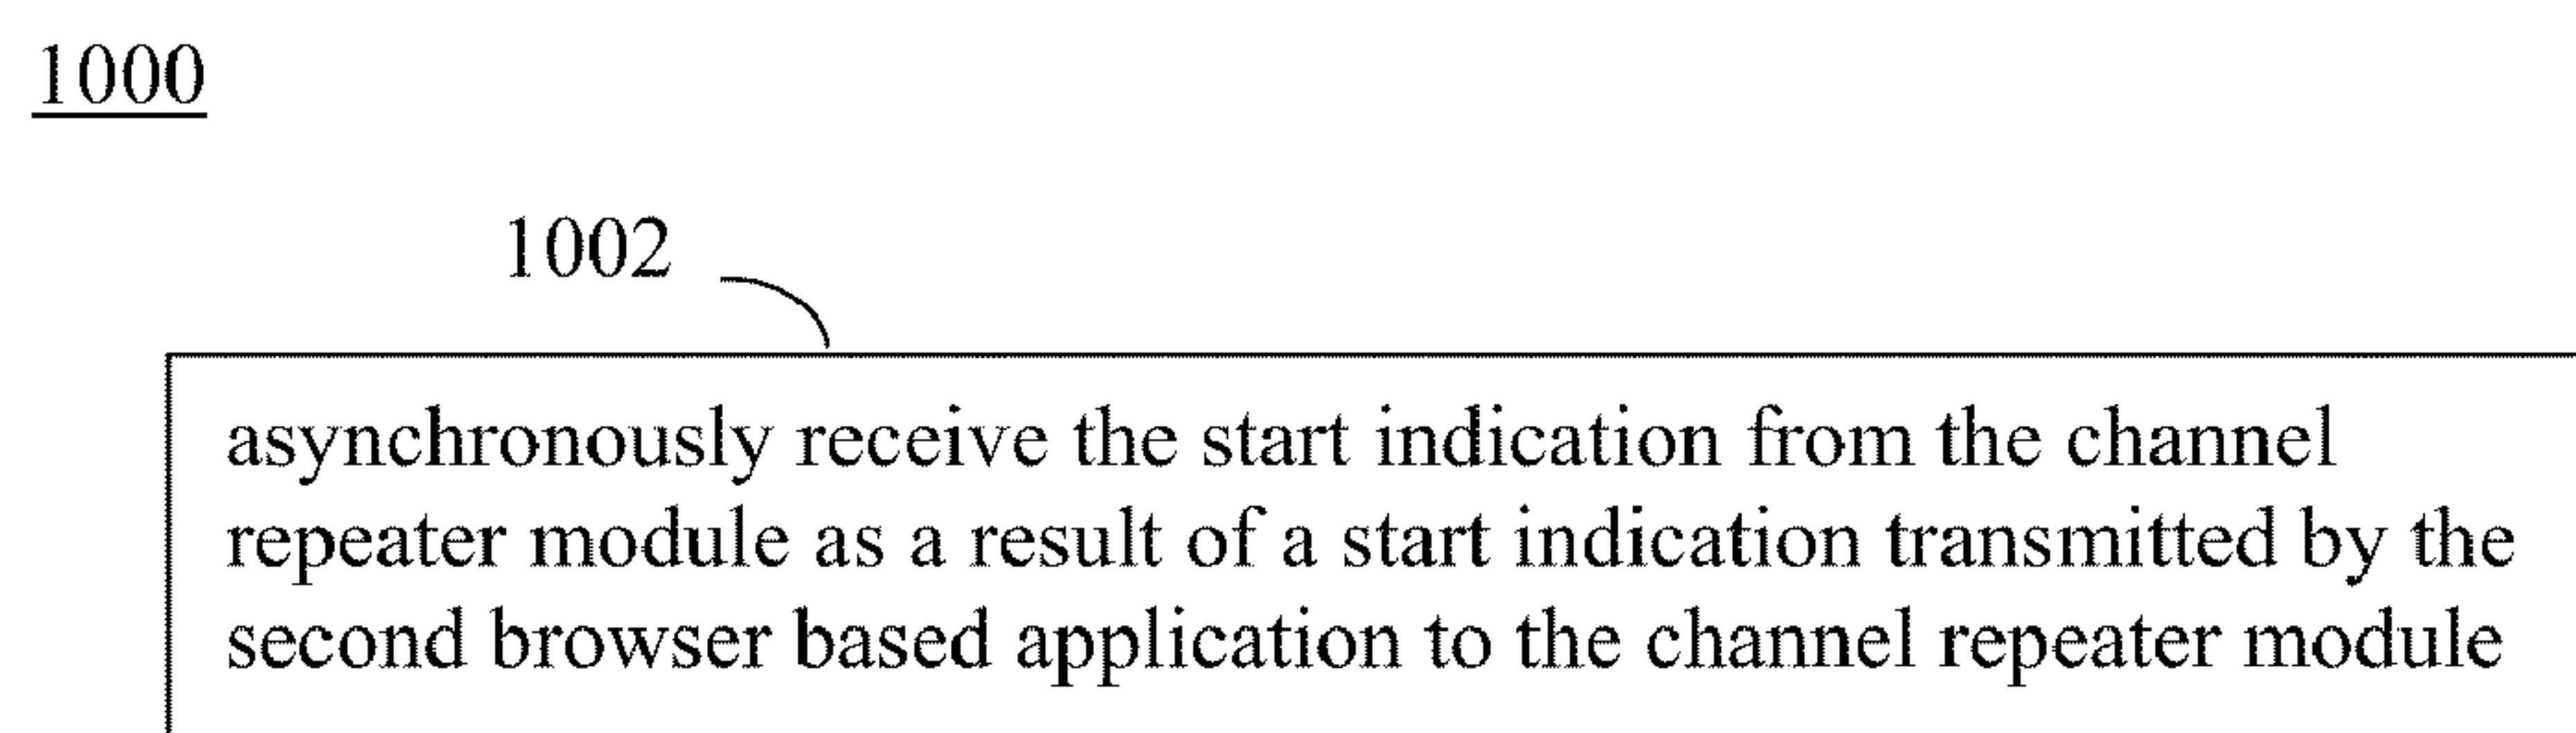 1000
1002
asynchronously receive the start indication from the channel
repeater module as a result of a start indication transmitted by the
second browser based application to the channel repeater module